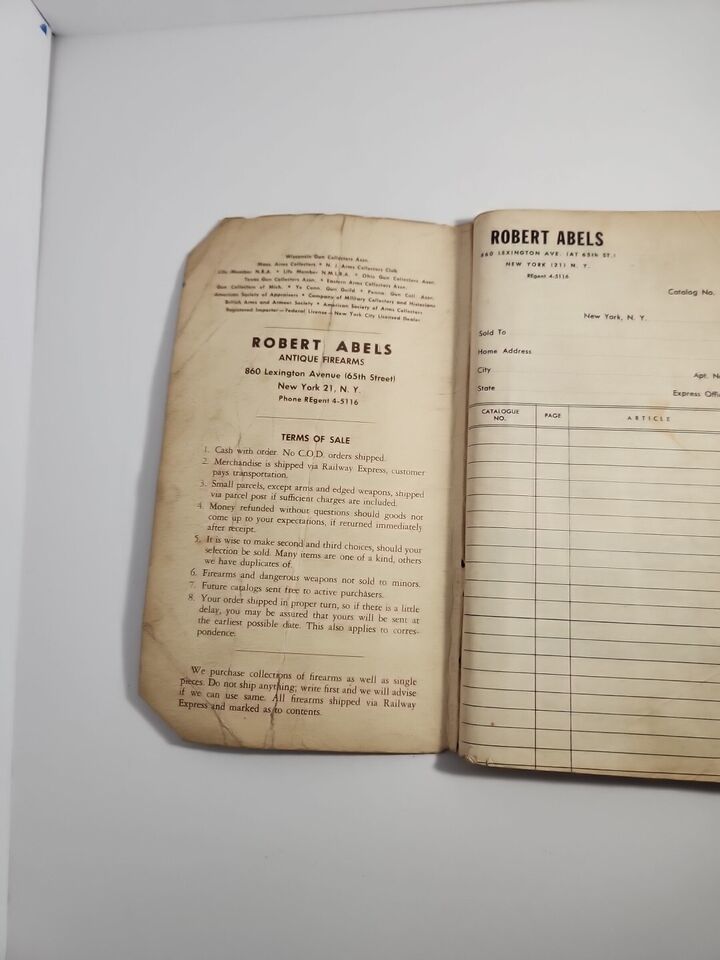 Wisconsin Gun Collectors Assn.
Mass. Arms Collectors • N. J. Arms Collectors Club
Life Member N.R.A. • Life Member N.M.L.R.A. • Ohio Gun Collectors Assn.
Texas Gun Collectors Assn. • Eastern Arms Collectors Assn.
Gun Collectors of Mich. • Ye Conn. Gun Guild • Penna. Gun Coll. Assn.
American Society of Appraisers • Company of Military Collectors and Historians
British Arms and Armour Society • American Society of Arms Collectors
Registered Importer — Federal License — New York City Licensed Dealer
ROBERT ABELS
ANTIQUE FIREARMS
860 Lexington Avenue (65th Street)
New York 21, N. Y.
Phone REgent 4-5116
TERMS OF SALE
1. Cash with order. No C.O.D. orders shipped.
2. Merchandise is shipped via Railway Express, customer
pays transportation.
3. Small parcels, except arms and edged weapons, shipped
via parcel post if sufficient charges are included.
4. Money refunded without questions should goods not
come up to your expectations, if returned immediately
after receipt.
5. It is wise to make second and third choices, should your
selection be sold. Many items are one of a kind, others
we have duplicates of.
6. Firearms and dangerous weapons not sold to minors.
7. Future catalogs sent free to active purchasers.
8. Your order shipped in proper turn, so if there is a little
delay, you may be assured that yours will be sent at
the earliest possible date. This also applies to corres-
pondence.
We purchase collections of firearms as well as single
pieces. Do not ship anything; write first and we will advise
if we can use same. All firearms shipped via Railway
Express and marked as to contents.
ROBERT ABELS
860 LEXINGTON AVE. (AT 65th ST.)
NEW YORK (21) N. Y.
REgent 4-5116
Catalog No.
New York, N. Y.
Sold To
Home Address
City Apt. No
State Express Offi
CATALOGUE NO. PAGE ARTICLE